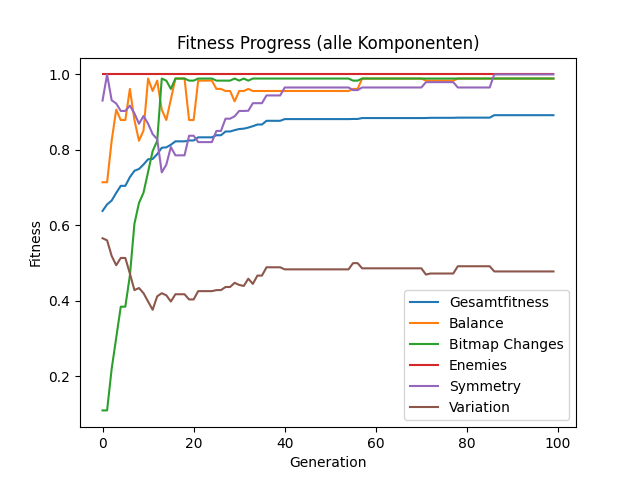 Fitness Progress (alle Komponenten)
1.0
0.8
0.6
0.4
0.2
Fitness
0
20
40
60
80
100
Generation
Gesamtfitness
Balance
Bitmap Changes
Enemies
Symmetry
Variation